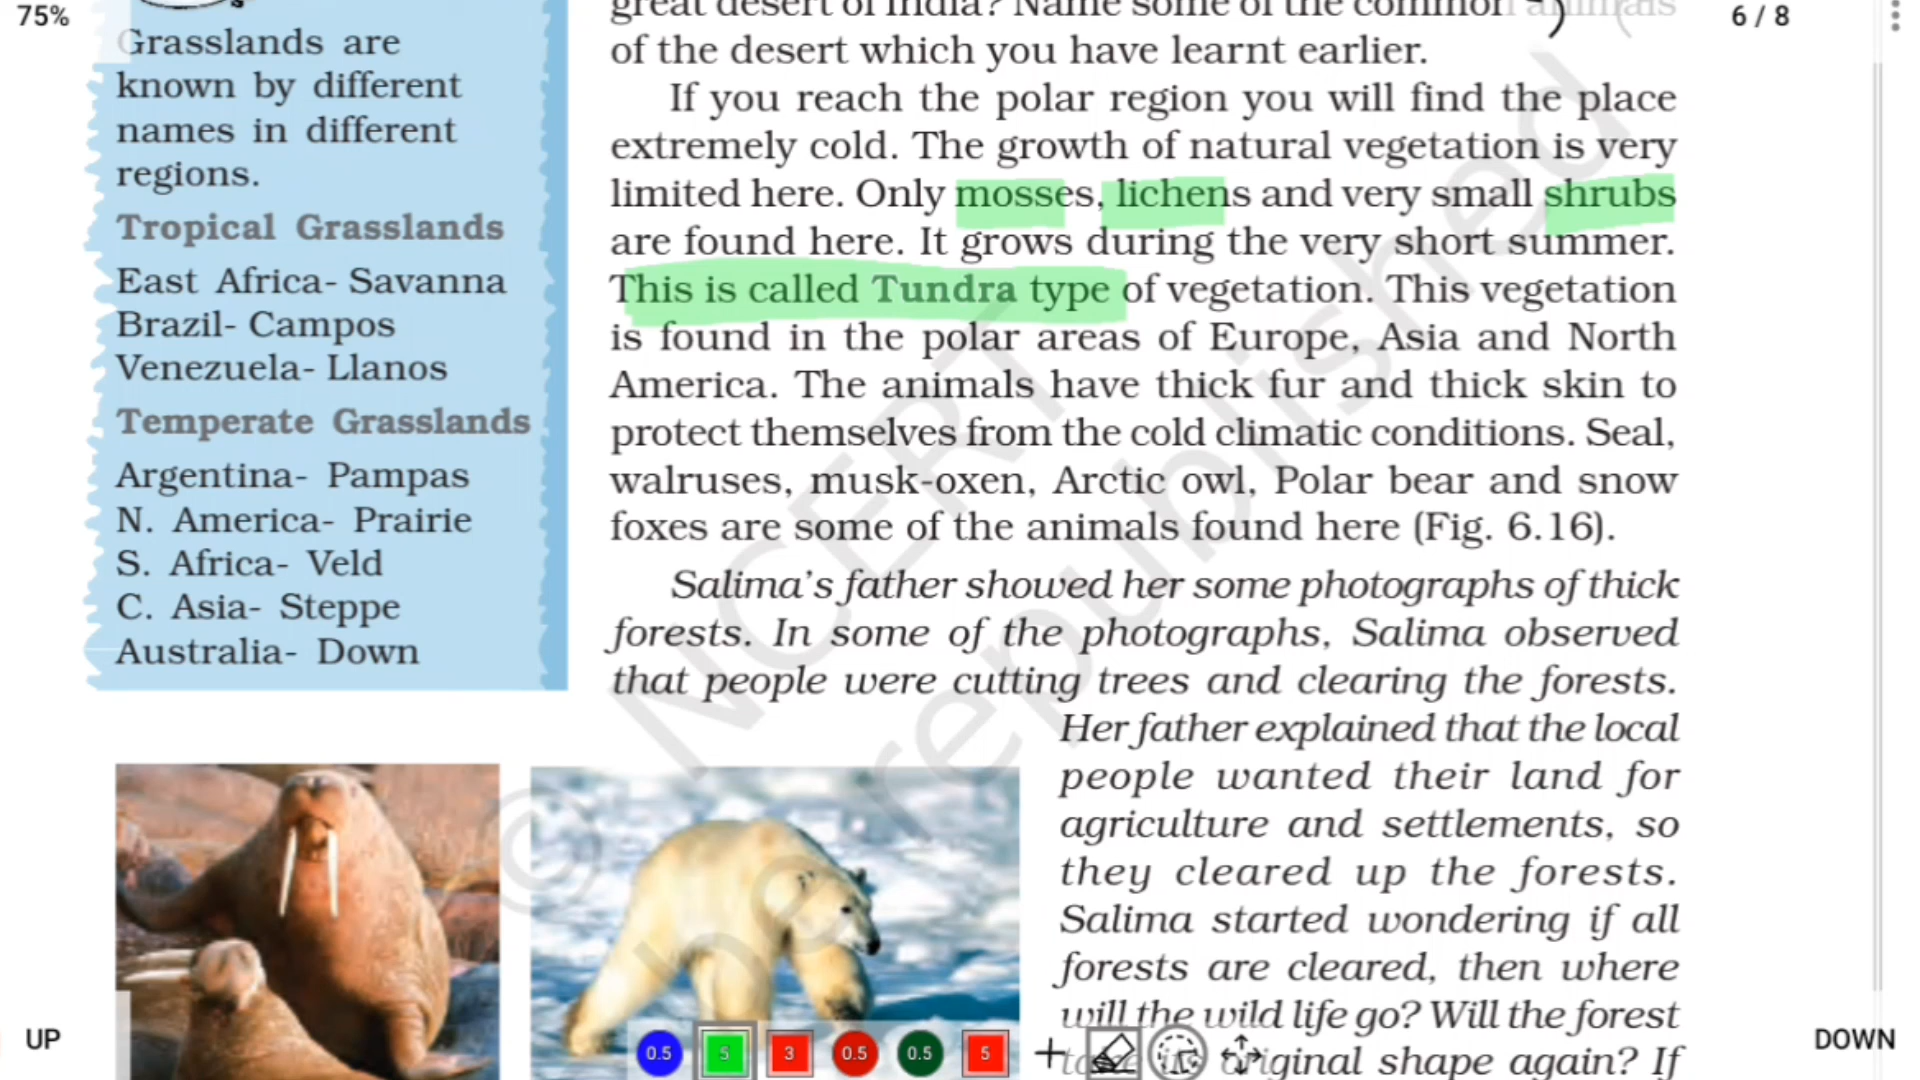 75%
6 / 8
Grasslands are
known by different
names in different
regions.
Tropical Grasslands
East Africa- Savanna
Brazil- Campos
Venezuela- Llanos
Temperate Grasslands
Argentina- Pampas
N. America- Prairie
S. Africa- Veld
C. Asia- Steppe
Australia- Down
great desert of India? Name some of the common animals
of the desert which you have learnt earlier.
If you reach the polar region you will find the place
extremely cold. The growth of natural vegetation is very
limited here. Only mosses, lichens and very small shrubs
are found here. It grows during the very short summer.
This is called Tundra type of vegetation. This vegetation
is found in the polar areas of Europe, Asia and North
America. The animals have thick fur and thick skin to
protect themselves from the cold climatic conditions. Seal,
walruses, musk-oxen, Arctic owl, Polar bear and snow
foxes are some of the animals found here (Fig. 6.16).
Salima's father showed her some photographs of thick
forests. In some of the photographs, Salima observed
that people were cutting trees and clearing the forests.
Her father explained that the local
people wanted their land for
agriculture and settlements, so
they cleared up the forests.
Salima started wondering if all
forests are cleared, then where
will the wild life go? Will the forest
original shape again? If
© NCERT
republished
UP
0.5
5
3
0.5
0.5
5
DOWN